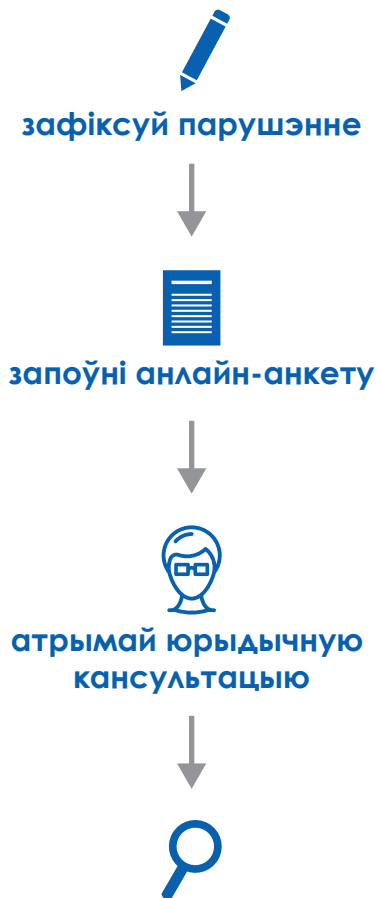 зафіксуй парушэнне
запоўні анлайн-анкету
атрымай юрыдычную
кансультацыю